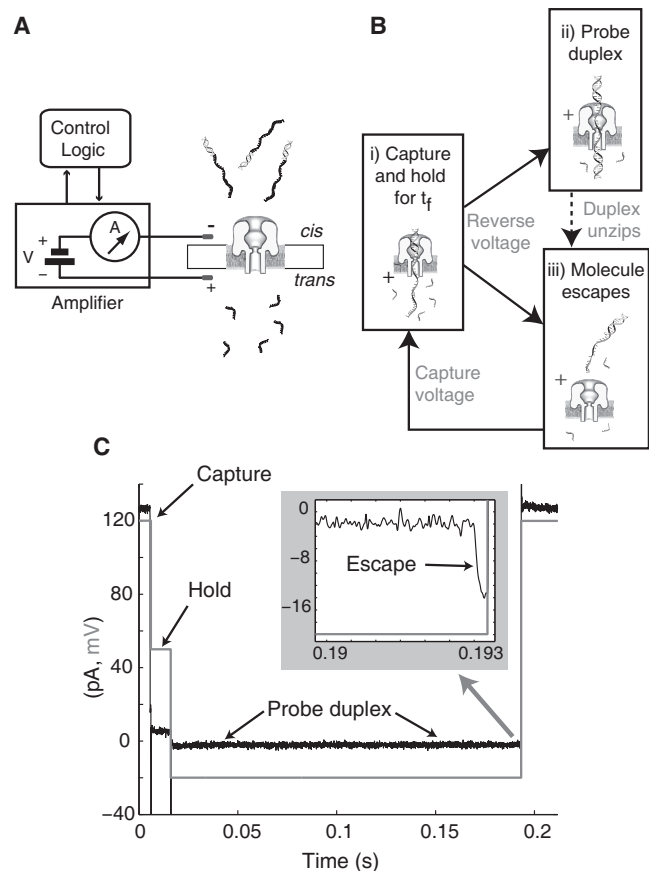 A
Control
Logic
A
V
+
−
Amplifier
-
+
cis
trans
B
i) Capture
and hold
for tf
+
Reverse
voltage
ii) Probe
duplex
+
Duplex
unzips
iii) Molecule
escapes
+
Capture
voltage
C
(pA, mV)
120
80
40
0
−40
Capture
Hold
Probe duplex
0
−8
−16
Escape
0.19
0.193
0
0.05
0.1
0.15
0.2
Time (s)